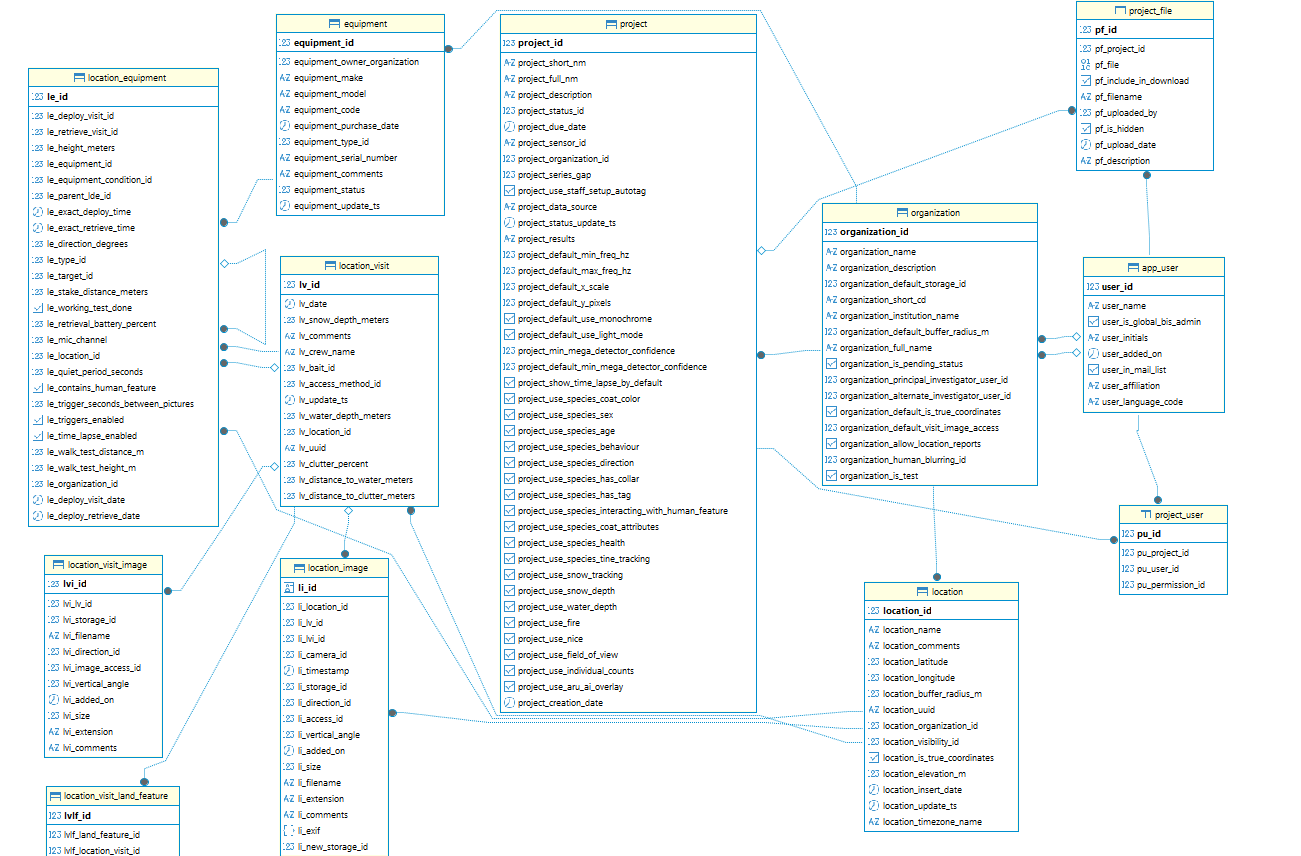 equipment
equipment_id
equipment_owner_organization
equipment_make
equipment_model
equipment_code
equipment_purchase_date
equipment_type_id
equipment_serial_number
equipment_comments
equipment_status
equipment_update_ts
project
project_id
project_short_nm
project_full_nm
project_description
project_status_id
project_due_date
project_sensor_id
project_organization_id
project_series_gap
project_use_staff_setup_autotag
project_data_source
project_status_update_ts
project_results
project_default_min_freq_hz
project_default_max_freq_hz
project_default_x_scale
project_default_y_pixels
project_default_use_monochrome
project_default_use_light_mode
project_min_mega_detector_confidence
project_default_min_mega_detector_confidence
project_show_time_lapse_by_default
project_use_species_coat_color
project_use_species_sex
project_use_species_age
project_use_species_behaviour
project_use_species_direction
project_use_species_has_collar
project_use_species_has_tag
project_use_species_interacting_with_human_feature
project_use_species_coat_attributes
project_use_species_health
project_use_species_tine_tracking
project_use_snow_tracking
project_use_snow_depth
project_use_water_depth
project_use_fire
project_use_nice
project_use_field_of_view
project_use_individual_counts
project_use_aru_ai_overlay
project_creation_date
project_file
pf_id
pf_project_id
pf_file
pf_include_in_download
pf_filename
pf_uploaded_by
pf_is_hidden
pf_upload_date
pf_description
location_equipment
le_id
le_deploy_visit_id
le_retrieve_visit_id
le_height_meters
le_equipment_id
le_equipment_condition_id
le_parent_lde_id
le_exact_deploy_time
le_exact_retrieve_time
le_direction_degrees
le_type_id
le_target_id
le_stake_distance_meters
le_working_test_done
le_retrieval_battery_percent
le_mic_channel
le_location_id
le_quiet_period_seconds
le_contains_human_feature
le_trigger_seconds_between_pictures
le_triggers_enabled
le_time_lapse_enabled
le_walk_test_distance_m
le_walk_test_height_m
le_organization_id
le_deploy_visit_date
le_deploy_retrieve_date
location_visit
lv_id
lv_date
lv_snow_depth_meters
lv_comments
lv_crew_name
lv_bait_id
lv_access_method_id
lv_update_ts
lv_water_depth_meters
lv_location_id
lv_uuid
lv_clutter_percent
lv_distance_to_water_meters
lv_distance_to_clutter_meters
organization
organization_id
organization_name
organization_description
organization_default_storage_id
organization_short_cd
organization_institution_name
organization_default_buffer_radius_m
organization_full_name
organization_is_pending_status
organization_principal_investigator_user_id
organization_alternate_investigator_user_id
organization_default_is_true_coordinates
organization_default_visit_image_access
organization_allow_location_reports
organization_human_blurring_id
organization_is_test
app_user
user_id
user_name
user_is_global_bis_admin
user_initials
user_added_on
user_in_mail_list
user_affiliation
user_language_code
project_user
pu_id
pu_project_id
pu_user_id
pu_permission_id
location_visit_image
lvi_id
lvi_lv_id
lvi_storage_id
lvi_filename
lvi_direction_id
lvi_image_access_id
lvi_vertical_angle
lvi_added_on
lvi_size
lvi_extension
lvi_comments
location_image
li_id
li_location_id
li_lv_id
li_lvi_id
li_camera_id
li_timestamp
li_storage_id
li_direction_id
li_access_id
li_vertical_angle
li_added_on
li_size
li_filename
li_extension
li_comments
li_exif
li_new_storage_id
location
location_id
location_name
location_comments
location_latitude
location_longitude
location_buffer_radius_m
location_uuid
location_organization_id
location_visibility_id
location_is_true_coordinates
location_elevation_m
location_insert_date
location_update_ts
location_timezone_name
location_visit_land_feature
lvlf_id
lvlf_land_feature_id
lvlf_location_visit_id